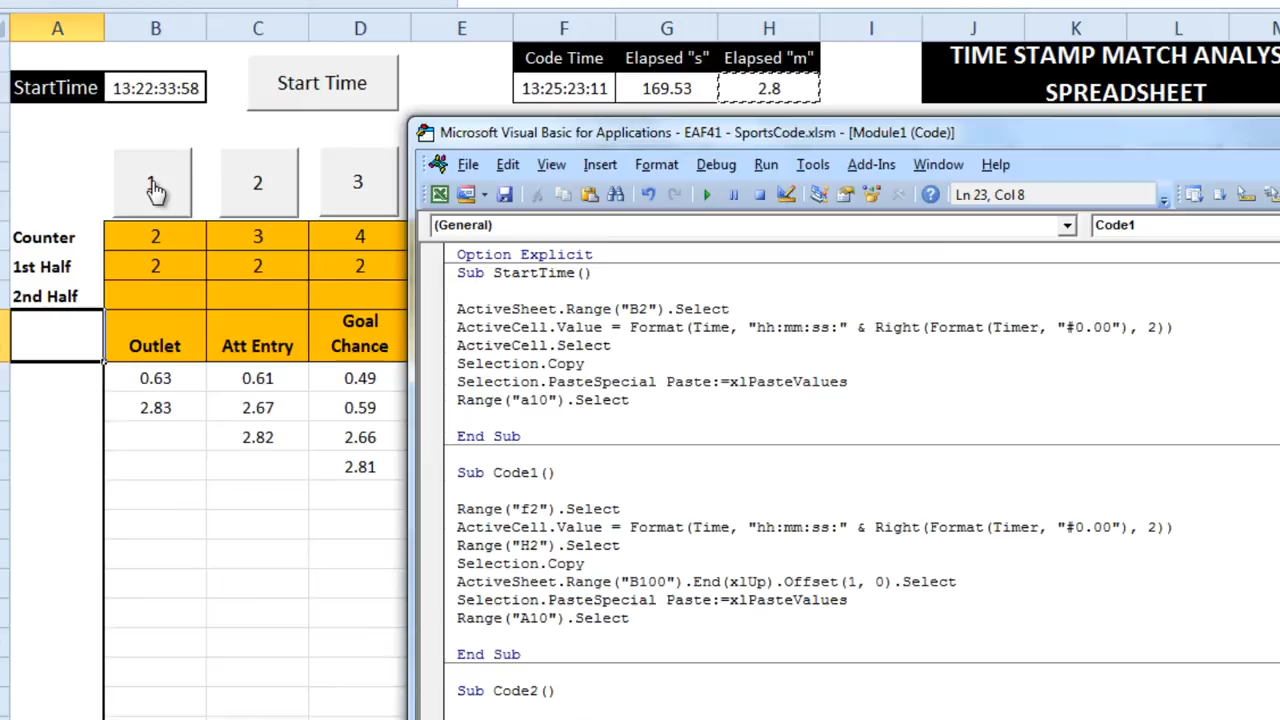 A B C D E F G H I J K L
Code Time Elapsed "s" Elapsed "m"
TIME STAMP MATCH ANALYS
SPREADSHEET
StartTime 13:22:33:58
Start Time
13:25:23:11 169.53 2.8
1 2 3
Counter 2 3 4
1st Half 2 2 2
2nd Half
Outlet Att Entry Goal Chance
0.63 0.61 0.49
2.83 2.67 0.59
2.82 2.66
2.81
Microsoft Visual Basic for Applications - EAF41 - SportsCode.xlsm - [Module1 (Code)]
File Edit View Insert Format Debug Run Tools Add-Ins Window Help
Ln 23, Col 8
(General) Code1
Option Explicit
Sub StartTime()
ActiveSheet.Range("B2").Select
ActiveCell.Value = Format(Time, "hh:mm:ss:" & Right(Format(Timer, "#0.00"), 2))
ActiveCell.Select
Selection.Copy
Selection.PasteSpecial Paste:=xlPasteValues
Range("a10").Select
End Sub
Sub Code1()
Range("f2").Select
ActiveCell.Value = Format(Time, "hh:mm:ss:" & Right(Format(Timer, "#0.00"), 2))
Range("H2").Select
Selection.Copy
ActiveSheet.Range("B100").End(xlUp).Offset(1, 0).Select
Selection.PasteSpecial Paste:=xlPasteValues
Range("A10").Select
End Sub
Sub Code2()